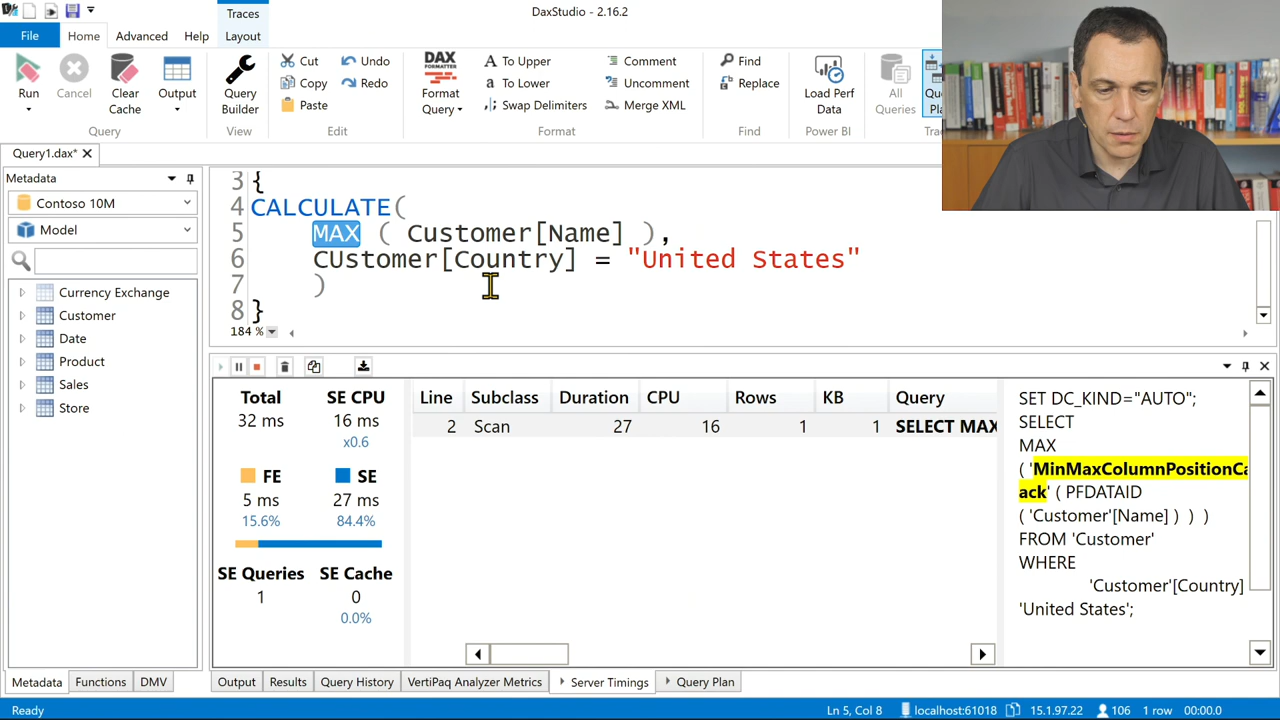 DaxStudio - 2.16.2
Traces
File Home Advanced Help Layout
Run
Cancel
Clear
Cache
Output
Query
Query
Builder
View
Cut Undo
Copy Redo
Paste
Edit
DAX
FORMATTER
Format
Query
To Upper
To Lower
Swap Delimiters
Comment
Uncomment
Merge XML
Format
Find
Replace
Find
Load Perf
Data
Power BI
All
Queries
Query1.dax*
Metadata
Contoso 10M
Model
Currency Exchange
Customer
Date
Product
Sales
Store
3 {
4 CALCULATE(
5 MAX ( Customer[Name] ),
6 CUstomer[Country] = "United States"
7 )
8 }
184 %
Total SE CPU
32 ms 16 ms
x0.6
FE SE
5 ms 27 ms
15.6% 84.4%
SE Queries SE Cache
1 0
0.0%
Line Subclass Duration CPU Rows KB Query
2 Scan 27 16 1 1 SELECT MAX
SET DC_KIND="AUTO";
SELECT
MAX
( 'MinMaxColumnPositionCa
ack' ( PFDATAID
( 'Customer'[Name] ) ) )
FROM 'Customer'
WHERE
'Customer'[Country]
'United States';
Metadata Functions DMV
Output Results Query History VertiPaq Analyzer Metrics Server Timings Query Plan
Ready Ln 5, Col 8 localhost:61018 15.1.97.22 106 1 row 00:00.0